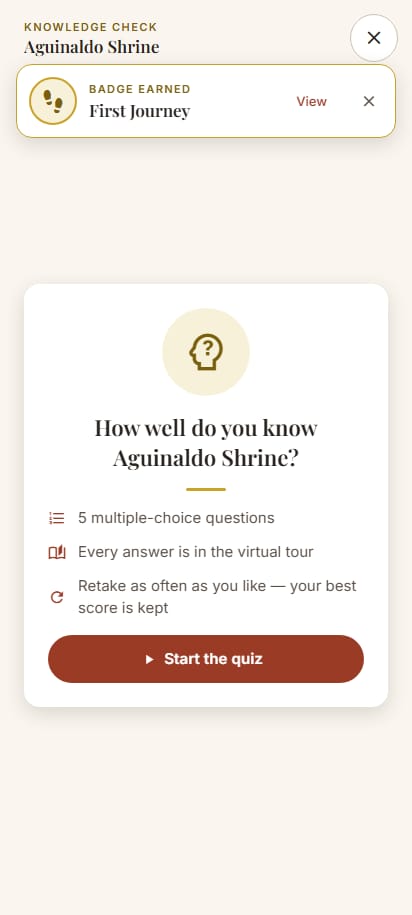 KNOWLEDGE CHECK
Aguinaldo Shrine
BADGE EARNED
First Journey
View
How well do you know
Aguinaldo Shrine?
5 multiple-choice questions
Every answer is in the virtual tour
Retake as often as you like — your best
score is kept
Start the quiz